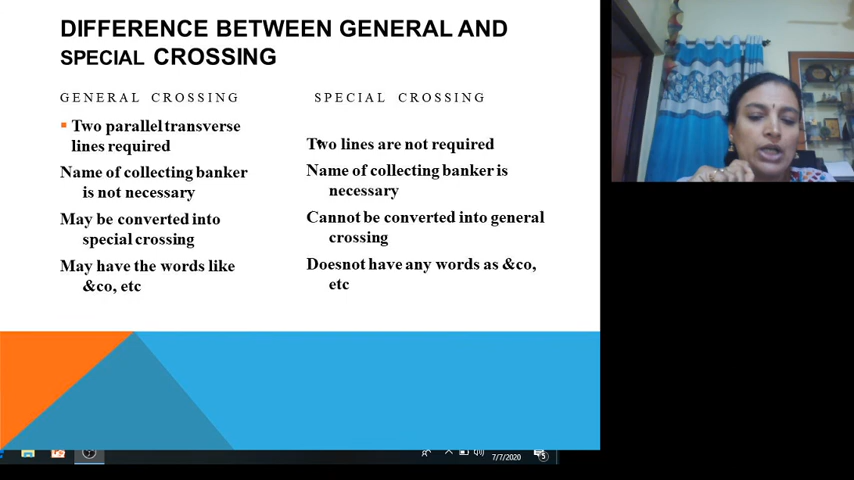 DIFFERENCE BETWEEN GENERAL AND
SPECIAL CROSSING
GENERAL CROSSING
Two parallel transverse
lines required
Name of collecting banker
is not necessary
May be converted into
special crossing
May have the words like
&co, etc
SPECIAL CROSSING
Two lines are not required
Name of collecting banker is
necessary
Cannot be converted into general
crossing
Doesnot have any words as &co,
etc
7/7/2020